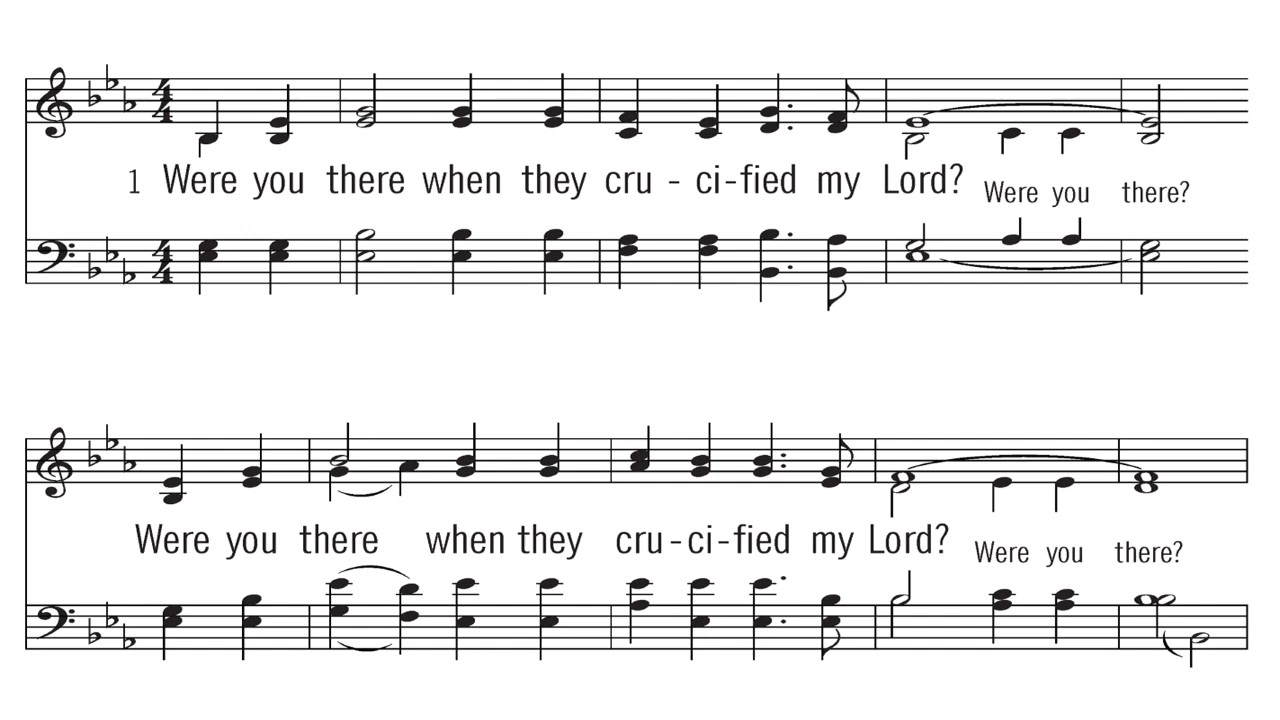 1 Were you there when they cru - ci - fied my Lord? Were you there?
Were you there when they cru - ci - fied my Lord? Were you there?